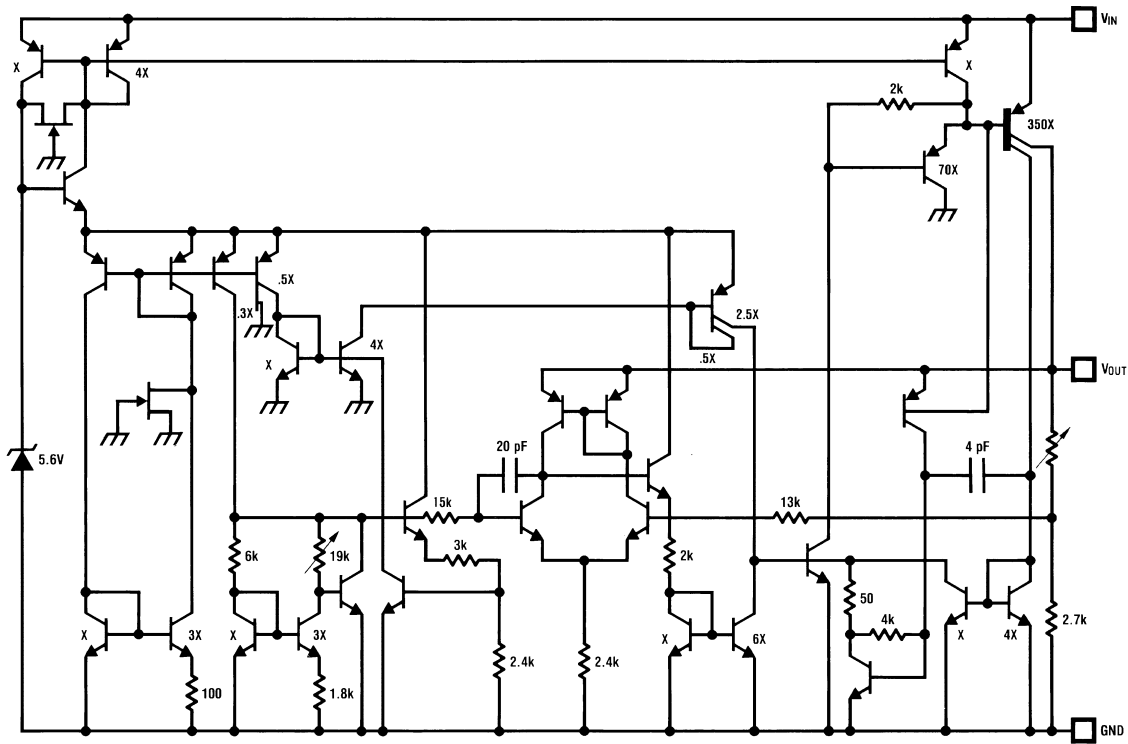 VIN
X
4X
X
2k
350X
70X
.5X
.3X
2.5X
4X
X
.5X
VOUT
20 pF
4 pF
5.6V
15k
13k
6k
19k
3k
2k
50
4k
2.7k
X
3X
X
3X
X
6X
X
4X
100
1.8k
2.4k
2.4k
GND